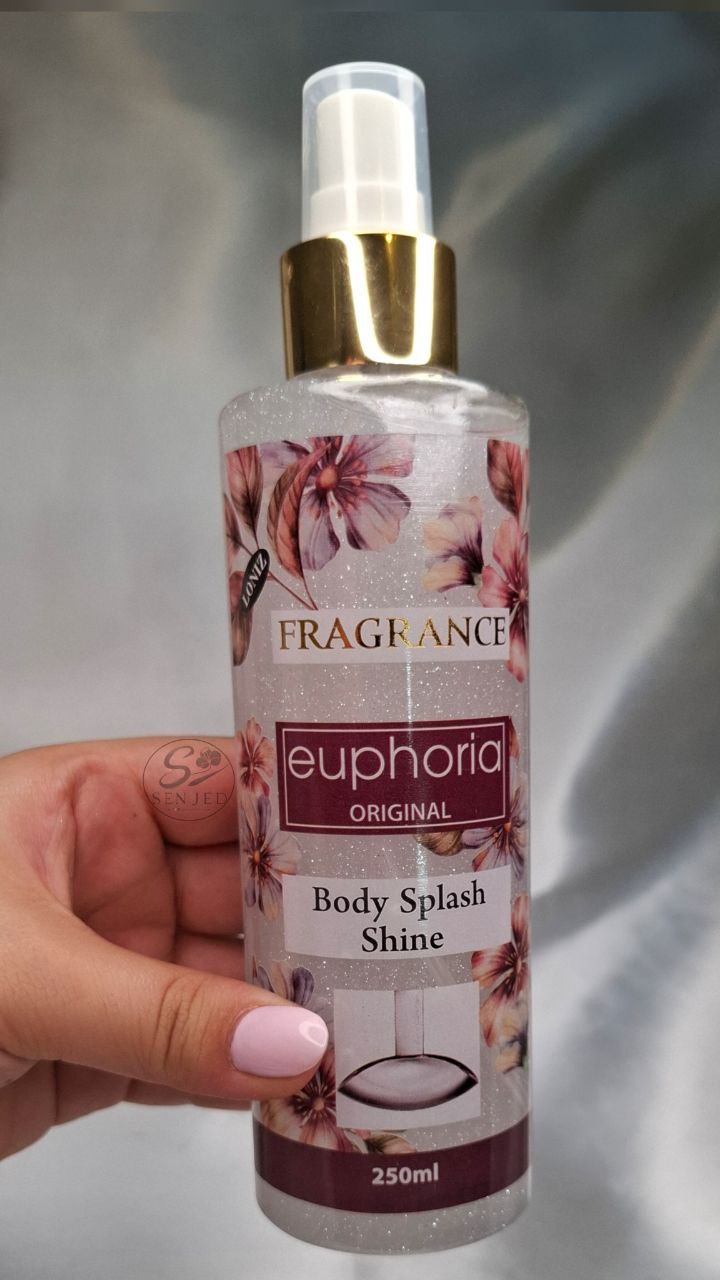 LONIZ
FRAGRANCE
euphoria
ORIGINAL
SENJED
Body Splash
Shine
250ml